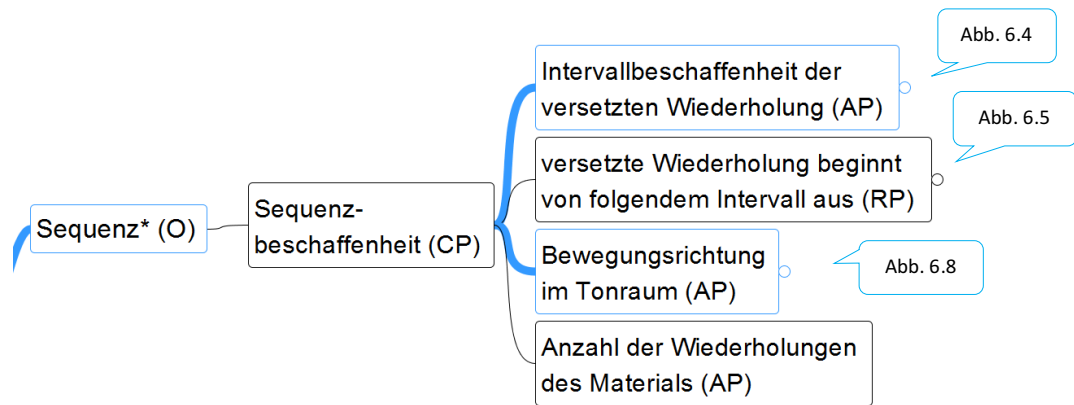 Sequenz* (O)
Sequenz-
beschaffenheit (CP)
Intervallbeschaffenheit der
versetzten Wiederholung (AP)
Abb. 6.4
versetzte Wiederholung beginnt
von folgendem Intervall aus (RP)
Abb. 6.5
Bewegungsrichtung
im Tonraum (AP)
Abb. 6.8
Anzahl der Wiederholungen
des Materials (AP)